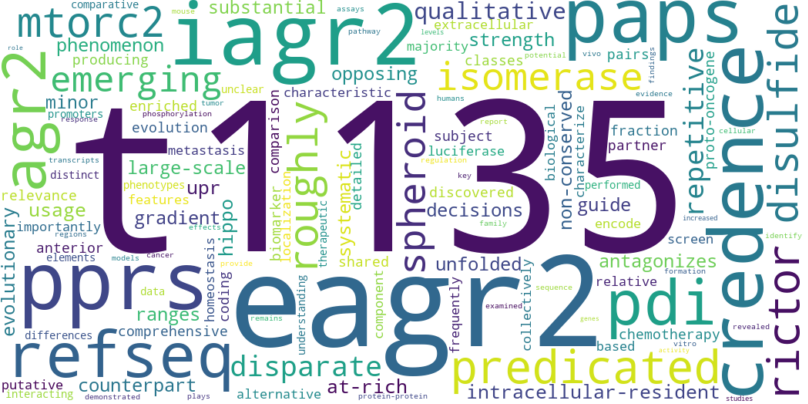 mtorc2
iagr2
qualitative
paps
phenomenon
substantial
extracellular
strength
majority
classes
pairs
producing
emerging
opposing
isomerase
agr2
minor
enriched
unclear
characteristic
promoters
evolution
tumor
response
phosphorylation
metastasis
transcripts
distinct
phenotypes
large-scale
relevance
features
usage
upr
importantly
gradient
regions
effects
anterior
elements
models
cancer
hippo
homeostasis
coding
t1135
roughly
comparison
biomarker
localization
therapeutic
systematic
detailed
shared
spheroid
subject
luciferase
discovered
decisions
humans
report
regulation
key
family
unfolded
non-conserved
biological
characterize
fraction
partner
performed
guide
encode
screen
repetitive
proto-oncogene
cellular
increased
identify
antagonizes
relative
formation
chemotherapy
based
vitro
revealed
activity
credence
disulfide
rictor
studies
evolutionary
pprs
ranges
data
differences
comprehensive
refseq
putative
counterpart
interacting
demonstrated
plays
eagr2
disparate
alternative
at-rich
protein-protein
understanding
remains
component
frequently
collectively
sequence
examined
genes
pdi
predicated
intracellular-resident
mouse
comparative
role
assays
pathway
levels
potential
vivo
evidence
findings